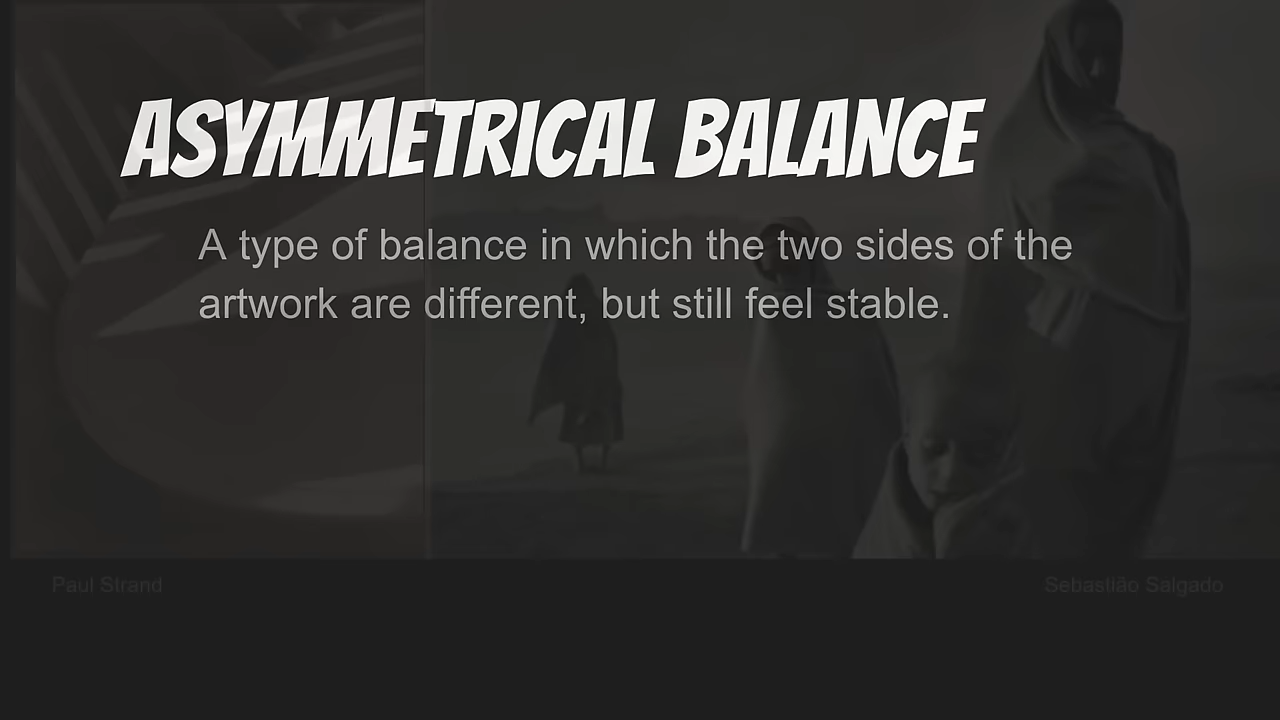 ASYMMETRICAL BALANCE
A type of balance in which the two sides of the
artwork are different, but still feel stable.
Paul Strand
Sebastião Salgado